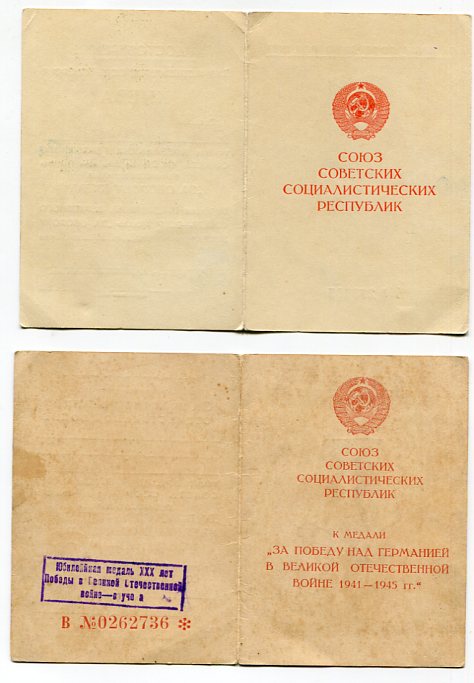 СОЮЗ
СОВЕТСКИХ
СОЦИАЛИСТИЧЕСКИХ
РЕСПУБЛИК
СОЮЗ
СОВЕТСКИХ
СОЦИАЛИСТИЧЕСКИХ
РЕСПУБЛИК
К МЕДАЛИ
„ЗА ПОБЕДУ НАД ГЕРМАНИЕЙ
В ВЕЛИКОЙ ОТЕЧЕСТВЕННОЙ
ВОЙНЕ 1941—1945 гг.“
Юбилейная медаль XXX лет
Победы в Великой Отечественной
войне—
В №0262736 *